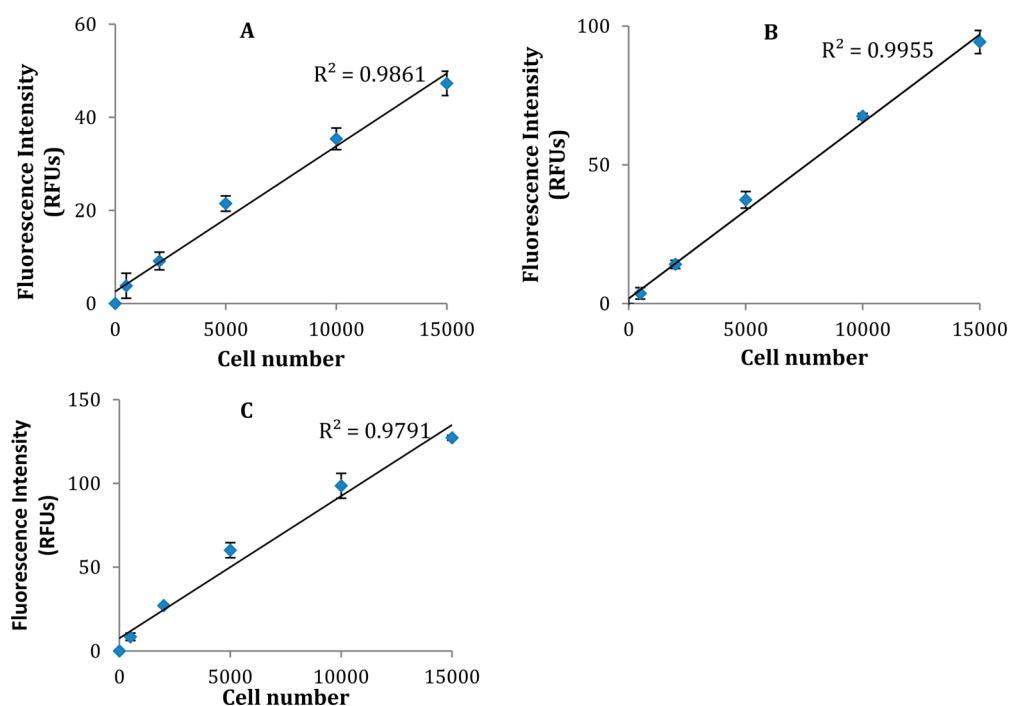 A
R² = 0.9861
Fluorescence Intensity
(RFUs)
60
40
20
0
0 5000 10000 15000
Cell number
B
R² = 0.9955
Fluorescence Intensity
(RFUs)
100
50
0
0 5000 10000 15000
Cell number
C
R² = 0.9791
Fluorescence Intensity
(RFUs)
150
100
50
0
0 5000 10000 15000
Cell number